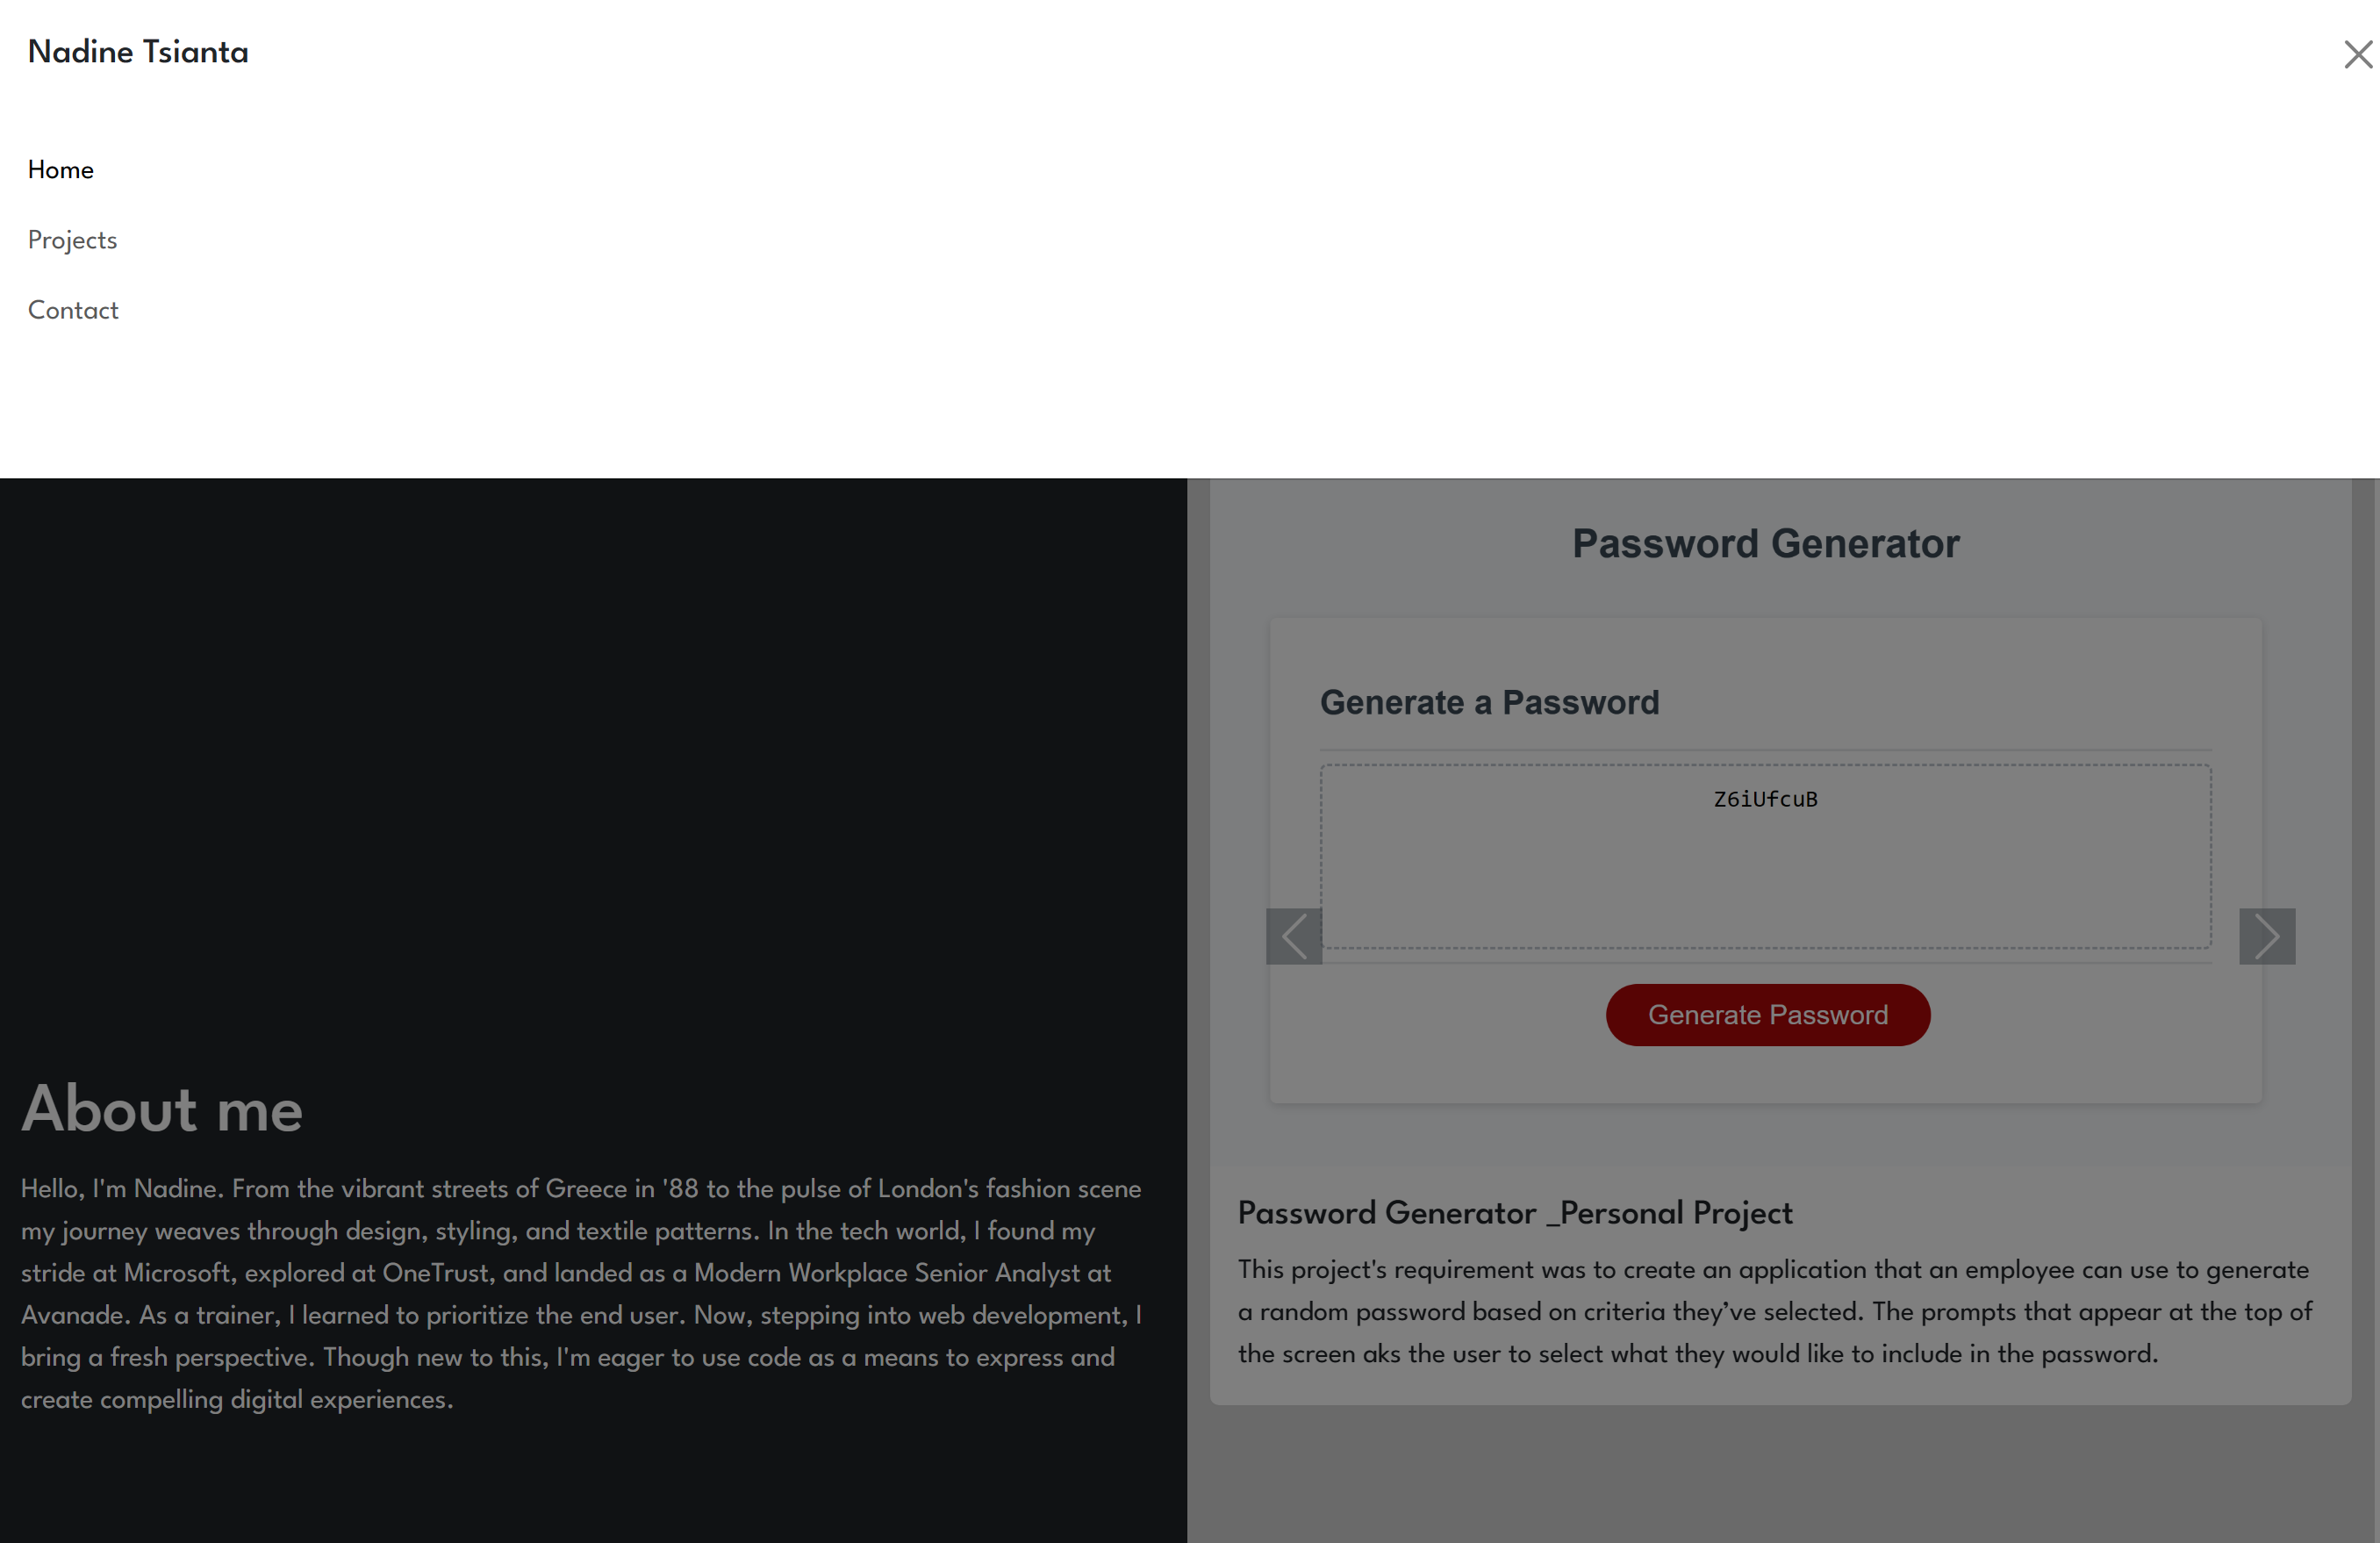 Nadine Tsianta
Home
Projects
Contact
About me
Hello, I'm Nadine. From the vibrant streets of Greece in '88 to the pulse of London's fashion scene
my journey weaves through design, styling, and textile patterns. In the tech world, I found my
stride at Microsoft, explored at OneTrust, and landed as a Modern Workplace Senior Analyst at
Avanade. As a trainer, I learned to prioritize the end user. Now, stepping into web development, I
bring a fresh perspective. Though new to this, I'm eager to use code as a means to express and
create compelling digital experiences.
Password Generator
Generate a Password
Z6iUfcuB
Generate Password
Password Generator _Personal Project
This project's requirement was to create an application that an employee can use to generate
a random password based on criteria they’ve selected. The prompts that appear at the top of
the screen aks the user to select what they would like to include in the password.